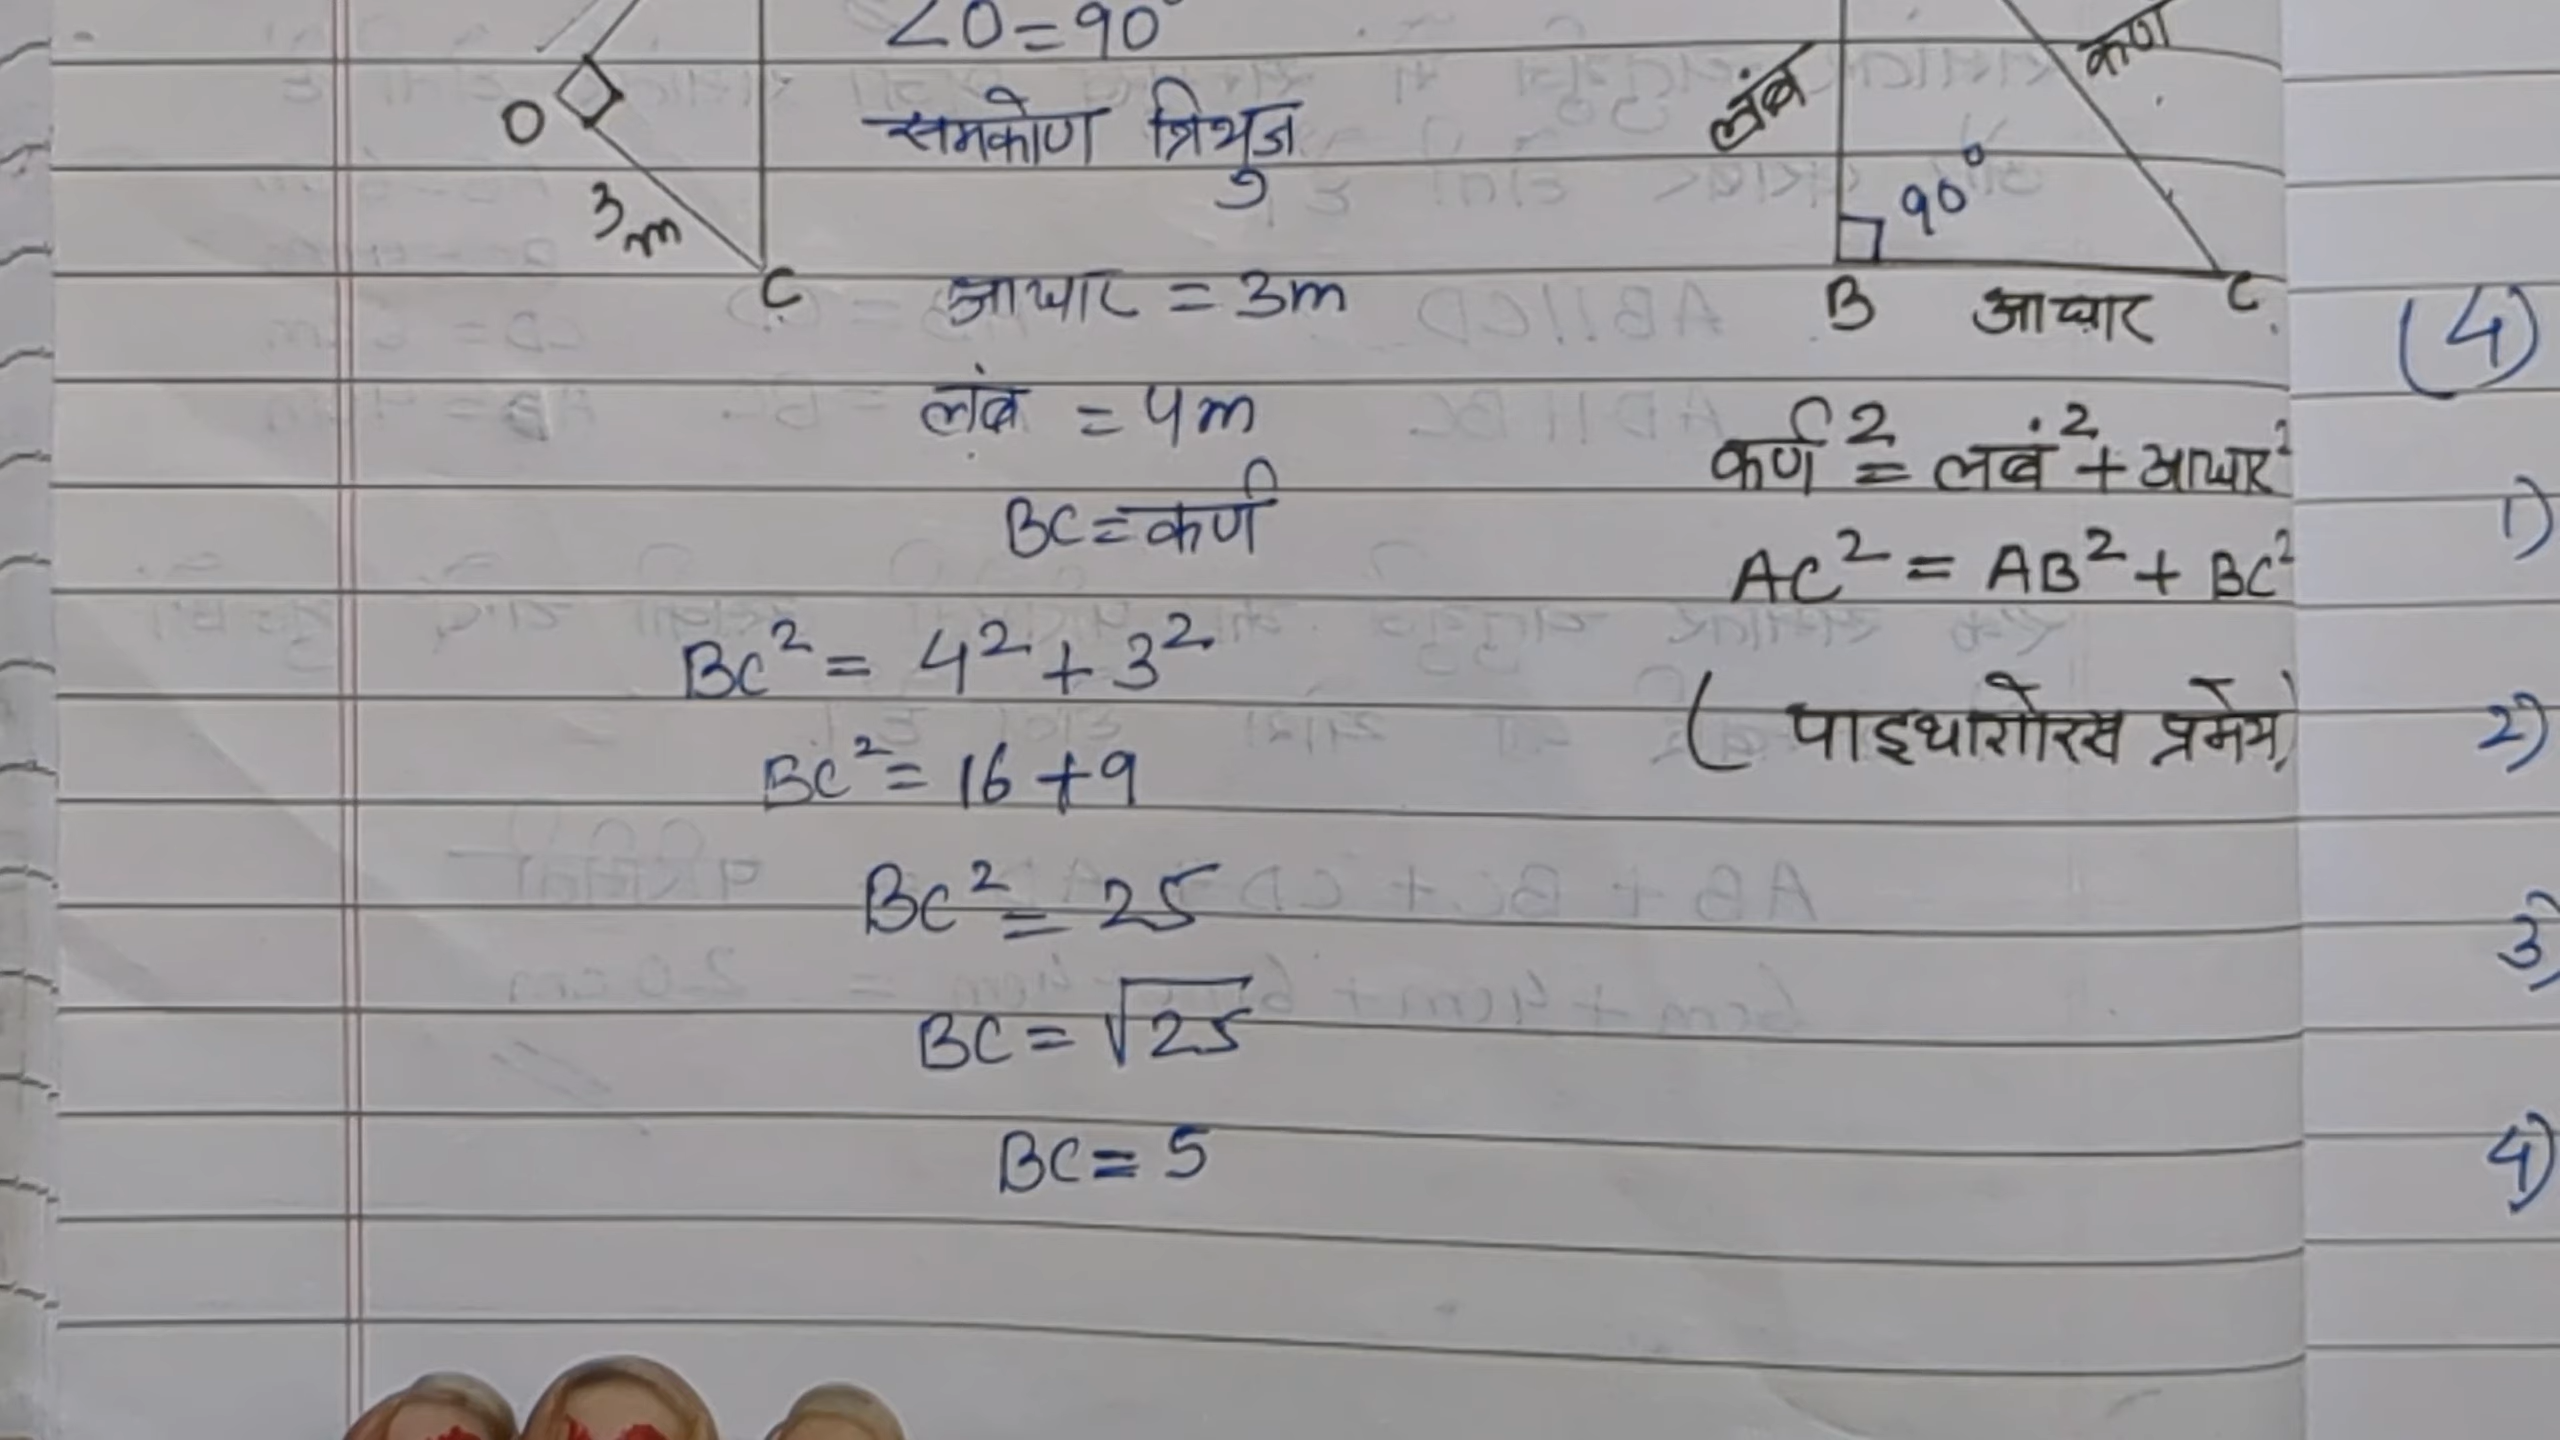 ∠O=90°
समकोण त्रिभुज
O
3m
C
आधार = 3m
लंब = 4m
BC=कर्ण
BC² = 4² + 3²
BC² = 16 + 9
BC² = 25
BC = √25
BC = 5
लंब
कर्ण
90°
B आधार C
कर्ण² = लबं² + आधार²
AC² = AB² + BC²
( पाइथागोरस प्रमेय)
(4)
1)
2)
3)
4)